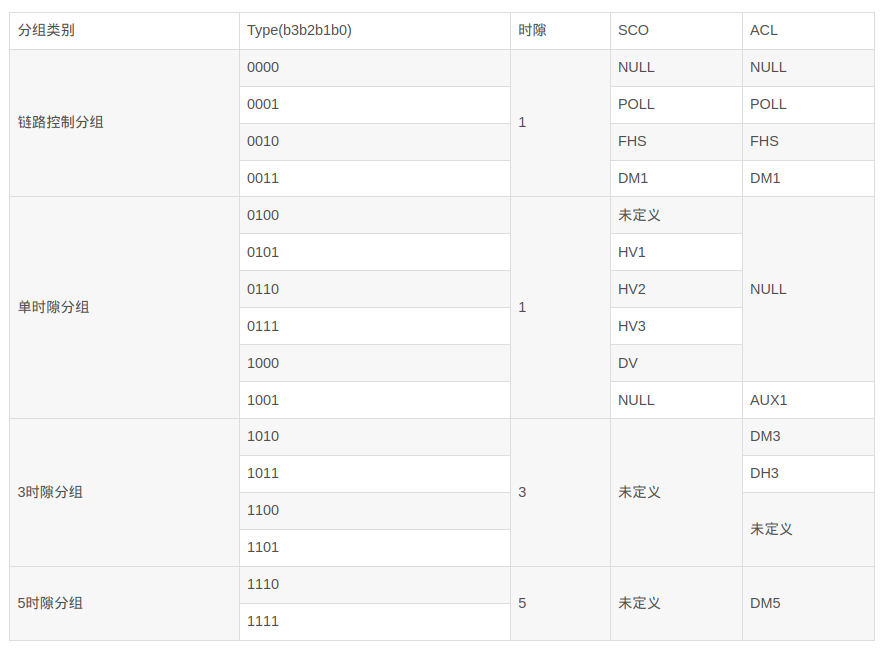 分组类别 Type(b3b2b1b0) 时隙 SCO ACL
链路控制分组 0000 1 NULL NULL
0001 POLL POLL
0010 FHS FHS
0011 DM1 DM1
单时隙分组 0100 1 未定义 NULL
0101 HV1
0110 HV2
0111 HV3
1000 DV
1001 NULL AUX1
3时隙分组 1010 3 未定义 DM3
1011 DH3
1100 未定义
1101
5时隙分组 1110 5 未定义 DM5
1111